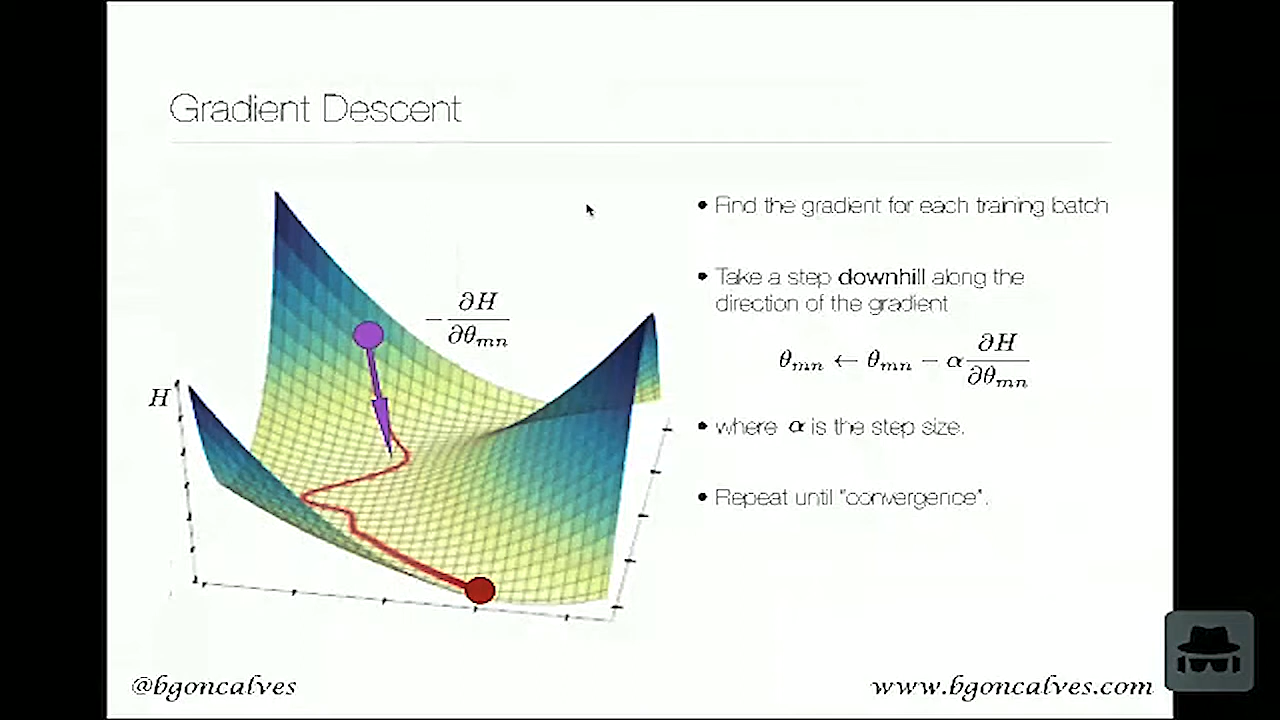 Gradient Descent
• Find the gradient for each training batch
• Take a step downhill along the
direction of the gradient
θmn ← θmn − α ∂H/∂θmn
• where α is the step size.
• Repeat until "convergence".
− ∂H/∂θmn
H
@bgoncalves
www.bgoncalves.com